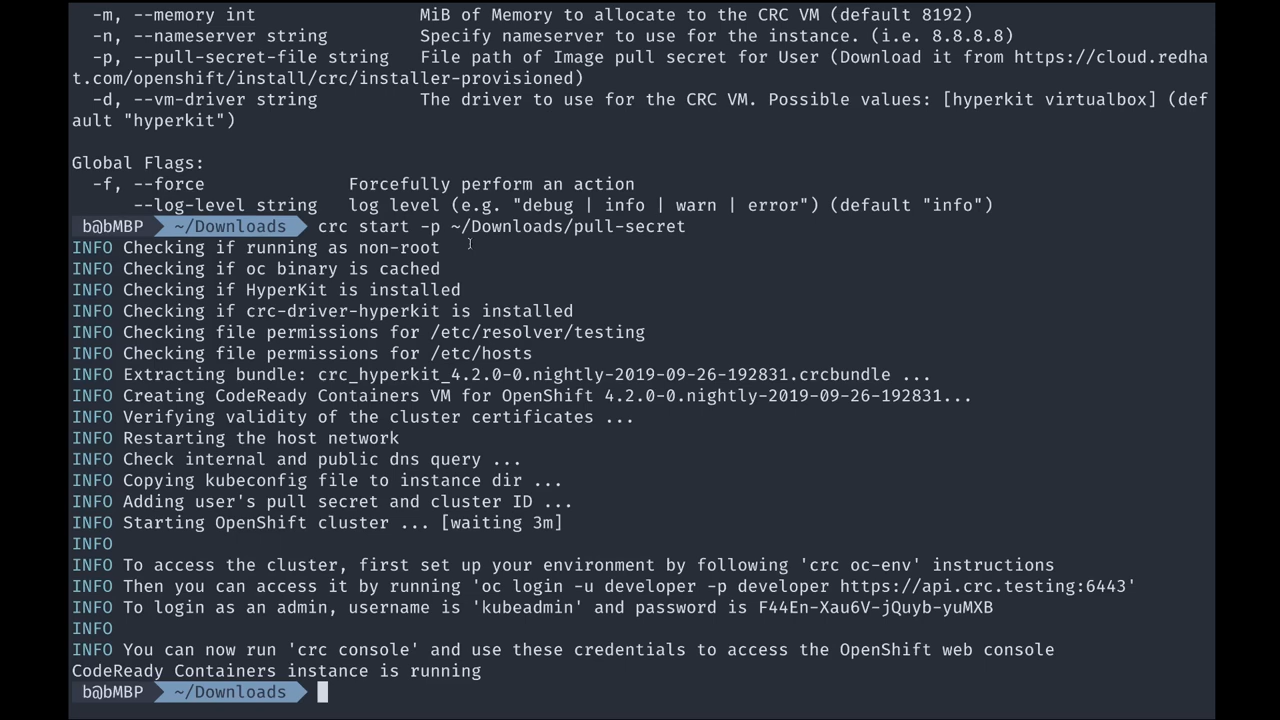 -m, --memory int                MiB of Memory to allocate to the CRC VM (default 8192)
-n, --nameserver string         Specify nameserver to use for the instance. (i.e. 8.8.8.8)
-p, --pull-secret-file string   File path of Image pull secret for User (Download it from https://cloud.redha
t.com/openshift/install/crc/installer-provisioned)
-d, --vm-driver string          The driver to use for the CRC VM. Possible values: [hyperkit virtualbox] (def
ault "hyperkit")
Global Flags:
-f, --force              Forcefully perform an action
--log-level string   log level (e.g. "debug | info | warn | error") (default "info")
b@bMBP ~/Downloads crc start -p ~/Downloads/pull-secret
INFO Checking if running as non-root
INFO Checking if oc binary is cached
INFO Checking if HyperKit is installed
INFO Checking if crc-driver-hyperkit is installed
INFO Checking file permissions for /etc/resolver/testing
INFO Checking file permissions for /etc/hosts
INFO Extracting bundle: crc_hyperkit_4.2.0-0.nightly-2019-09-26-192831.crcbundle ...
INFO Creating CodeReady Containers VM for OpenShift 4.2.0-0.nightly-2019-09-26-192831...
INFO Verifying validity of the cluster certificates ...
INFO Restarting the host network
INFO Check internal and public dns query ...
INFO Copying kubeconfig file to instance dir ...
INFO Adding user's pull secret and cluster ID ...
INFO Starting OpenShift cluster ... [waiting 3m]
INFO
INFO To access the cluster, first set up your environment by following 'crc oc-env' instructions
INFO Then you can access it by running 'oc login -u developer -p developer https://api.crc.testing:6443'
INFO To login as an admin, username is 'kubeadmin' and password is F44En-Xau6V-jQuyb-yuMXB
INFO
INFO You can now run 'crc console' and use these credentials to access the OpenShift web console
CodeReady Containers instance is running
b@bMBP ~/Downloads